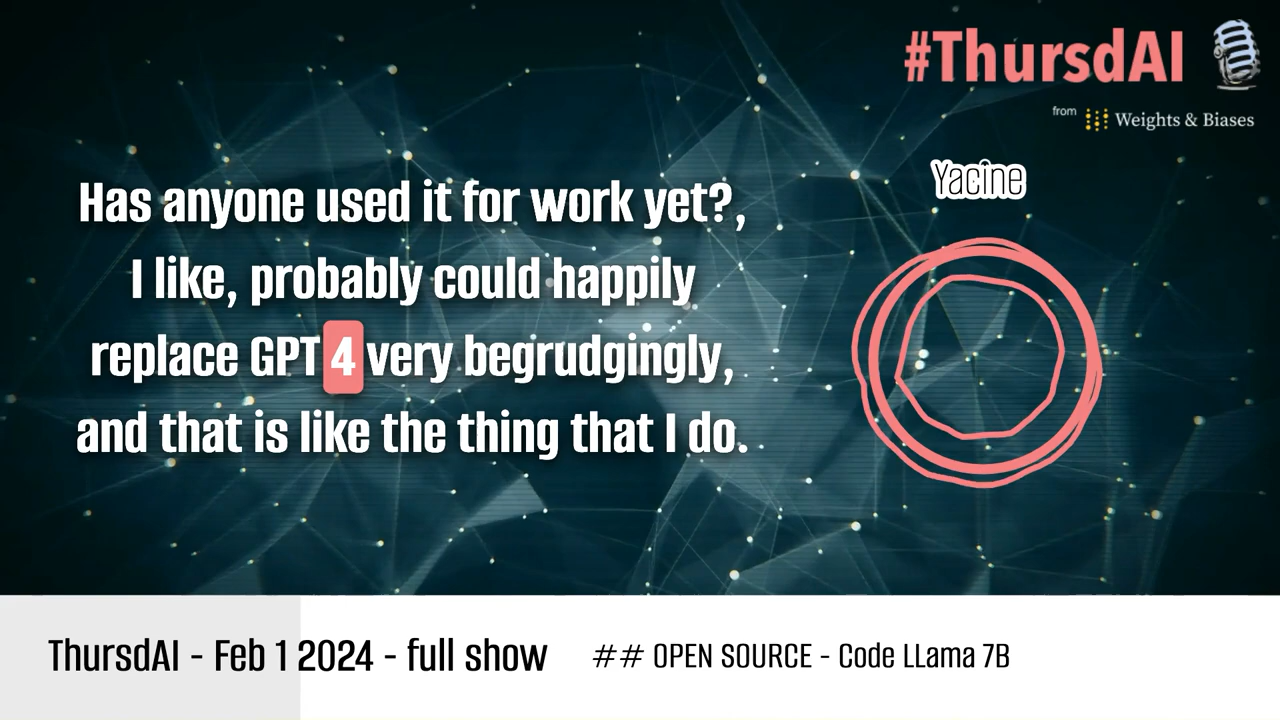 #ThursdAI
from Weights & Biases
Yacine
Has anyone used it for work yet?,
I like, probably could happily
replace GPT 4 very begrudgingly,
and that is like the thing that I do.
ThursdAI - Feb 1 2024 - full show
## OPEN SOURCE - Code LLama 7B